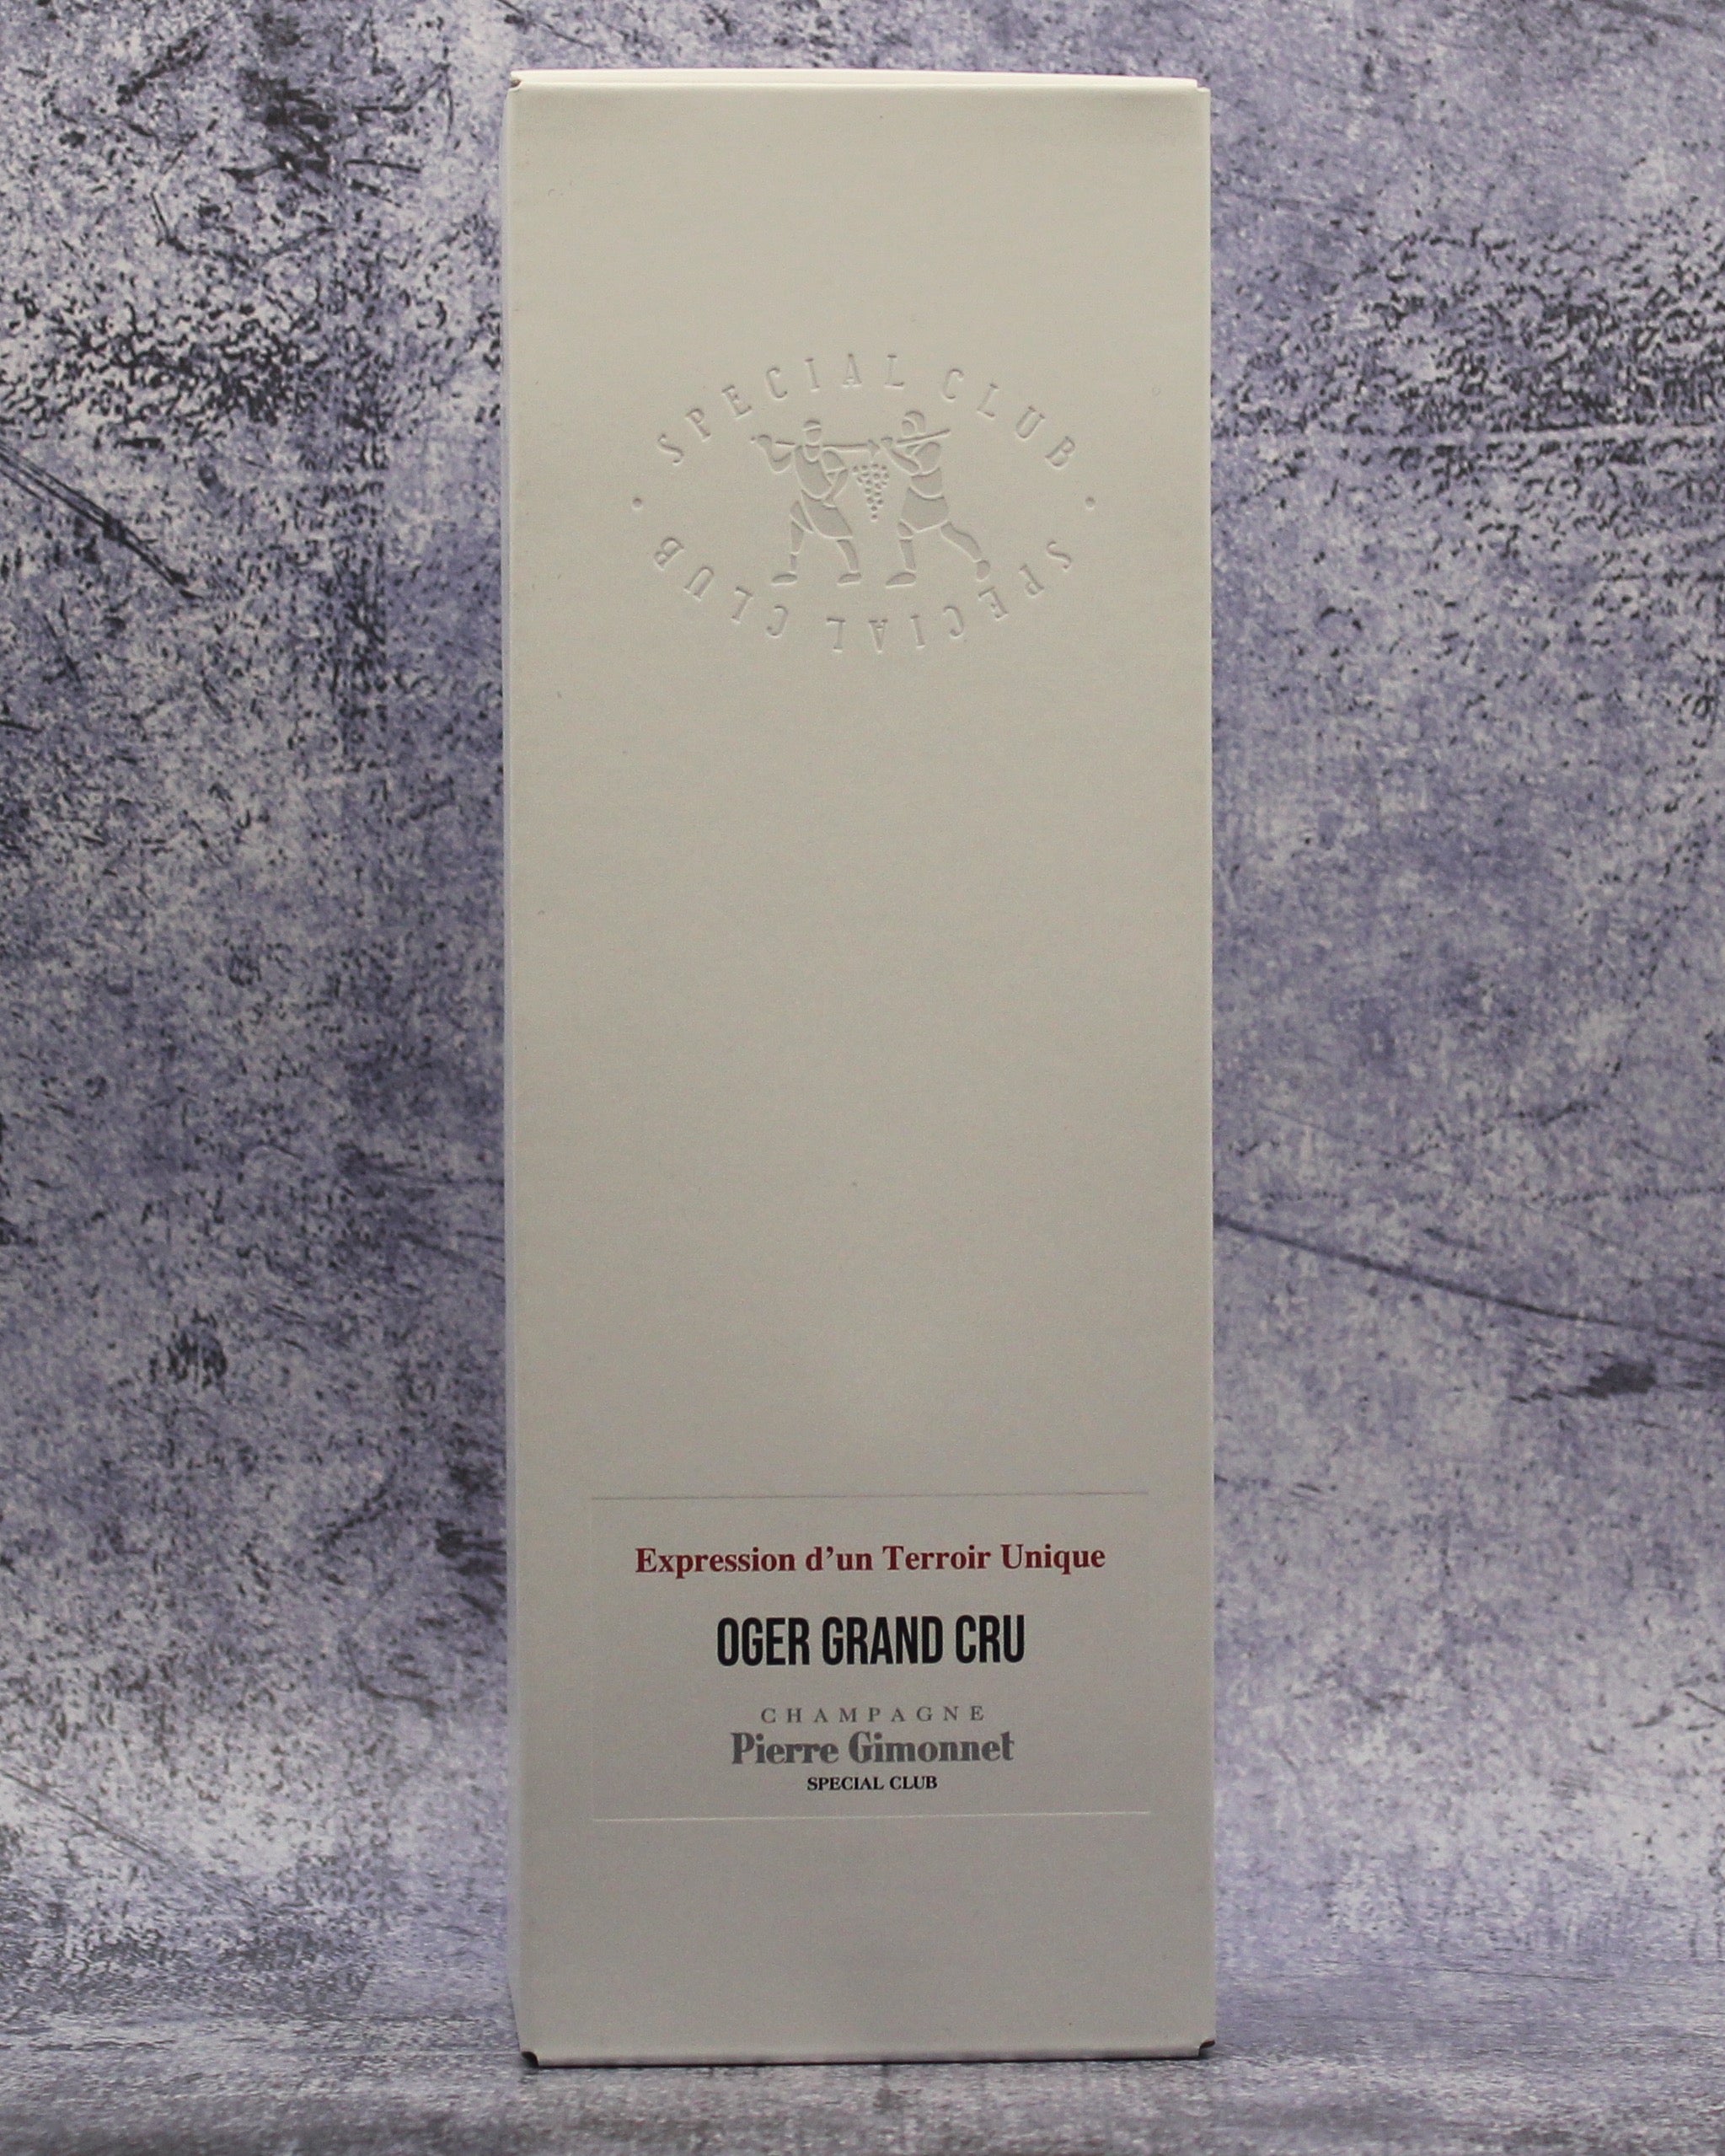 SPECIAL CLUB
SPECIAL CLUB
Expression d’un Terroir Unique
OGER GRAND CRU
CHAMPAGNE
Pierre Gimonnet
SPECIAL CLUB